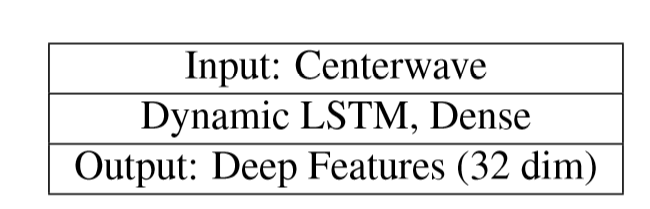 Input: Centerwave
Dynamic LSTM, Dense
Output: Deep Features (32 dim)